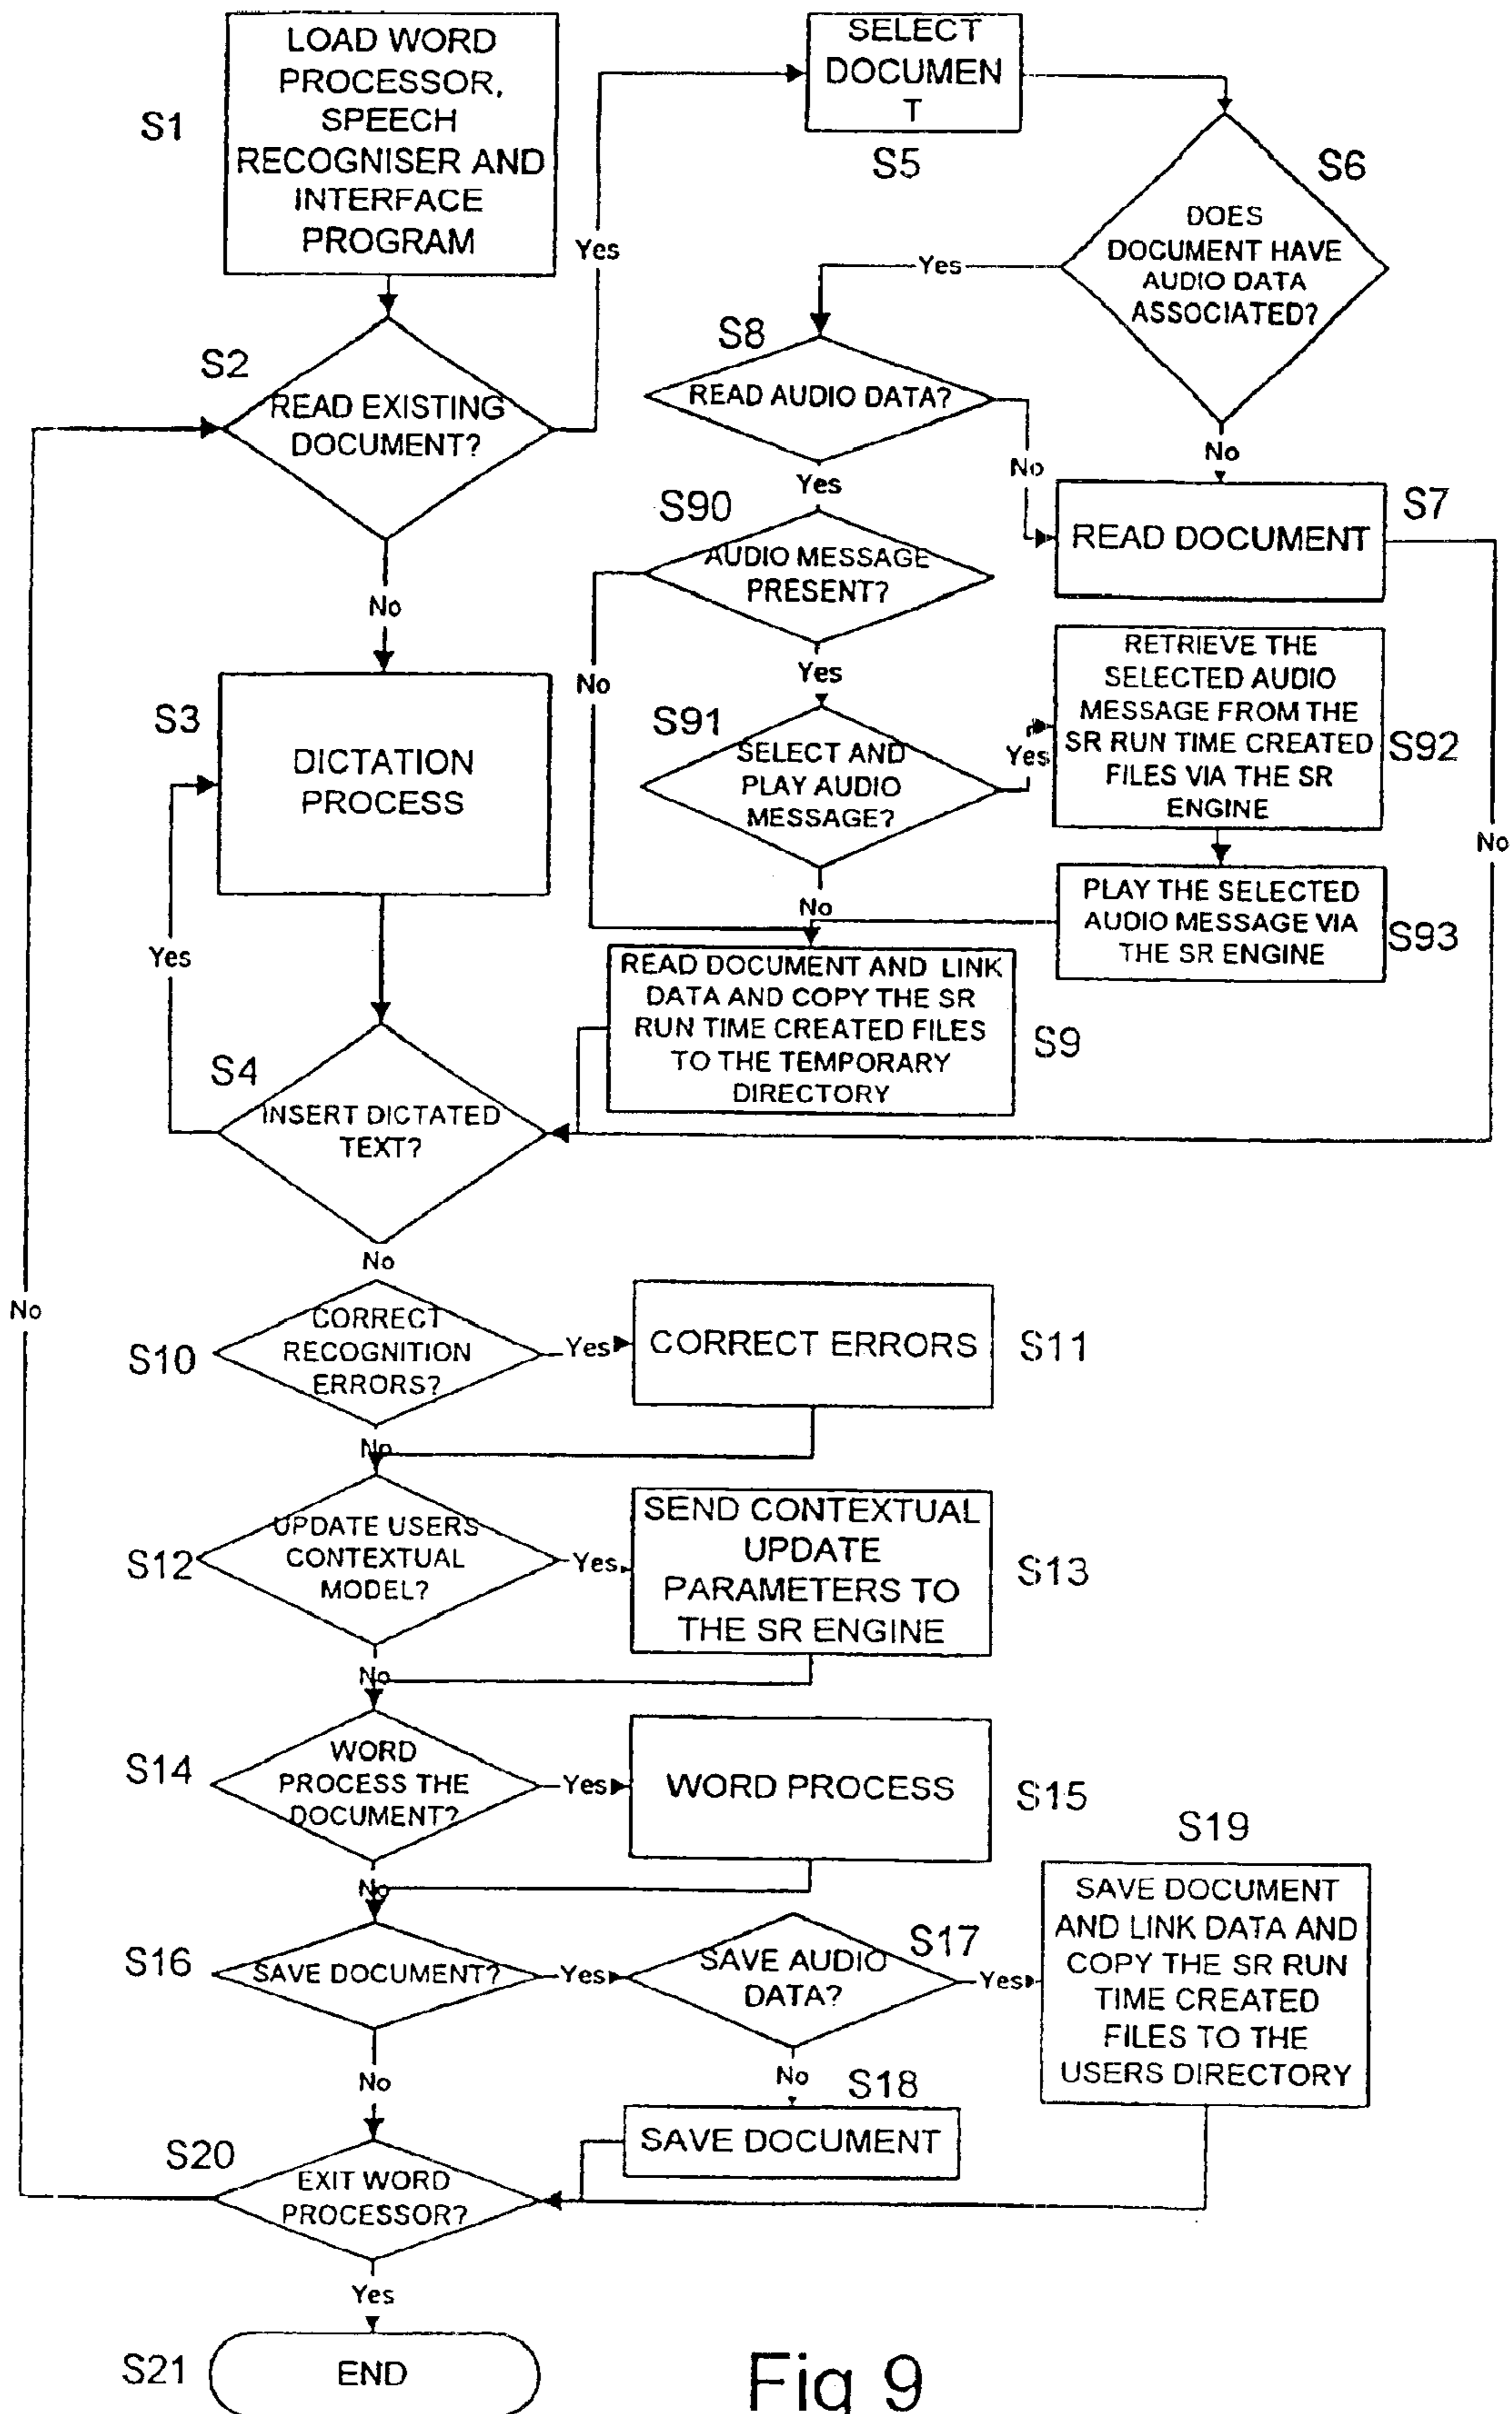 LOAD WORD
PROCESSOR,
SPEECH
RECOGNISER AND
INTERFACE
PROGRAM
S1
SELECT
DOCUMEN
T
S5
S6
DOES
DOCUMENT HAVE
AUDIO DATA
ASSOCIATED?
Yes
Yes
No
S2
READ EXISTING
DOCUMENT?
No
S8
READ AUDIO DATA?
No
Yes
S7
READ DOCUMENT
S90
AUDIO MESSAGE
PRESENT?
No
Yes
S91
SELECT AND
PLAY AUDIO
MESSAGE?
Yes
No
RETRIEVE THE
SELECTED AUDIO
MESSAGE FROM THE
SR RUN TIME CREATED
FILES VIA THE SR
ENGINE
S92
No
PLAY THE SELECTED
AUDIO MESSAGE VIA
THE SR ENGINE
S93
S3
DICTATION
PROCESS
Yes
READ DOCUMENT AND LINK
DATA AND COPY THE SR
RUN TIME CREATED FILES
TO THE TEMPORARY
DIRECTORY
S9
S4
INSERT DICTATED
TEXT?
No
No
S10
CORRECT
RECOGNITION
ERRORS?
Yes
CORRECT ERRORS
S11
No
S12
UPDATE USERS
CONTEXTUAL
MODEL?
Yes
SEND CONTEXTUAL
UPDATE
PARAMETERS TO
THE SR ENGINE
S13
No
S14
WORD
PROCESS THE
DOCUMENT?
Yes
WORD PROCESS
S15
No
S16
SAVE DOCUMENT?
Yes
SAVE AUDIO
DATA?
S17
Yes
S19
SAVE DOCUMENT
AND LINK DATA AND
COPY THE SR RUN
TIME CREATED
FILES TO THE
USERS DIRECTORY
No
No
S18
SAVE DOCUMENT
S20
EXIT WORD
PROCESSOR?
Yes
S21
END
Fig 9